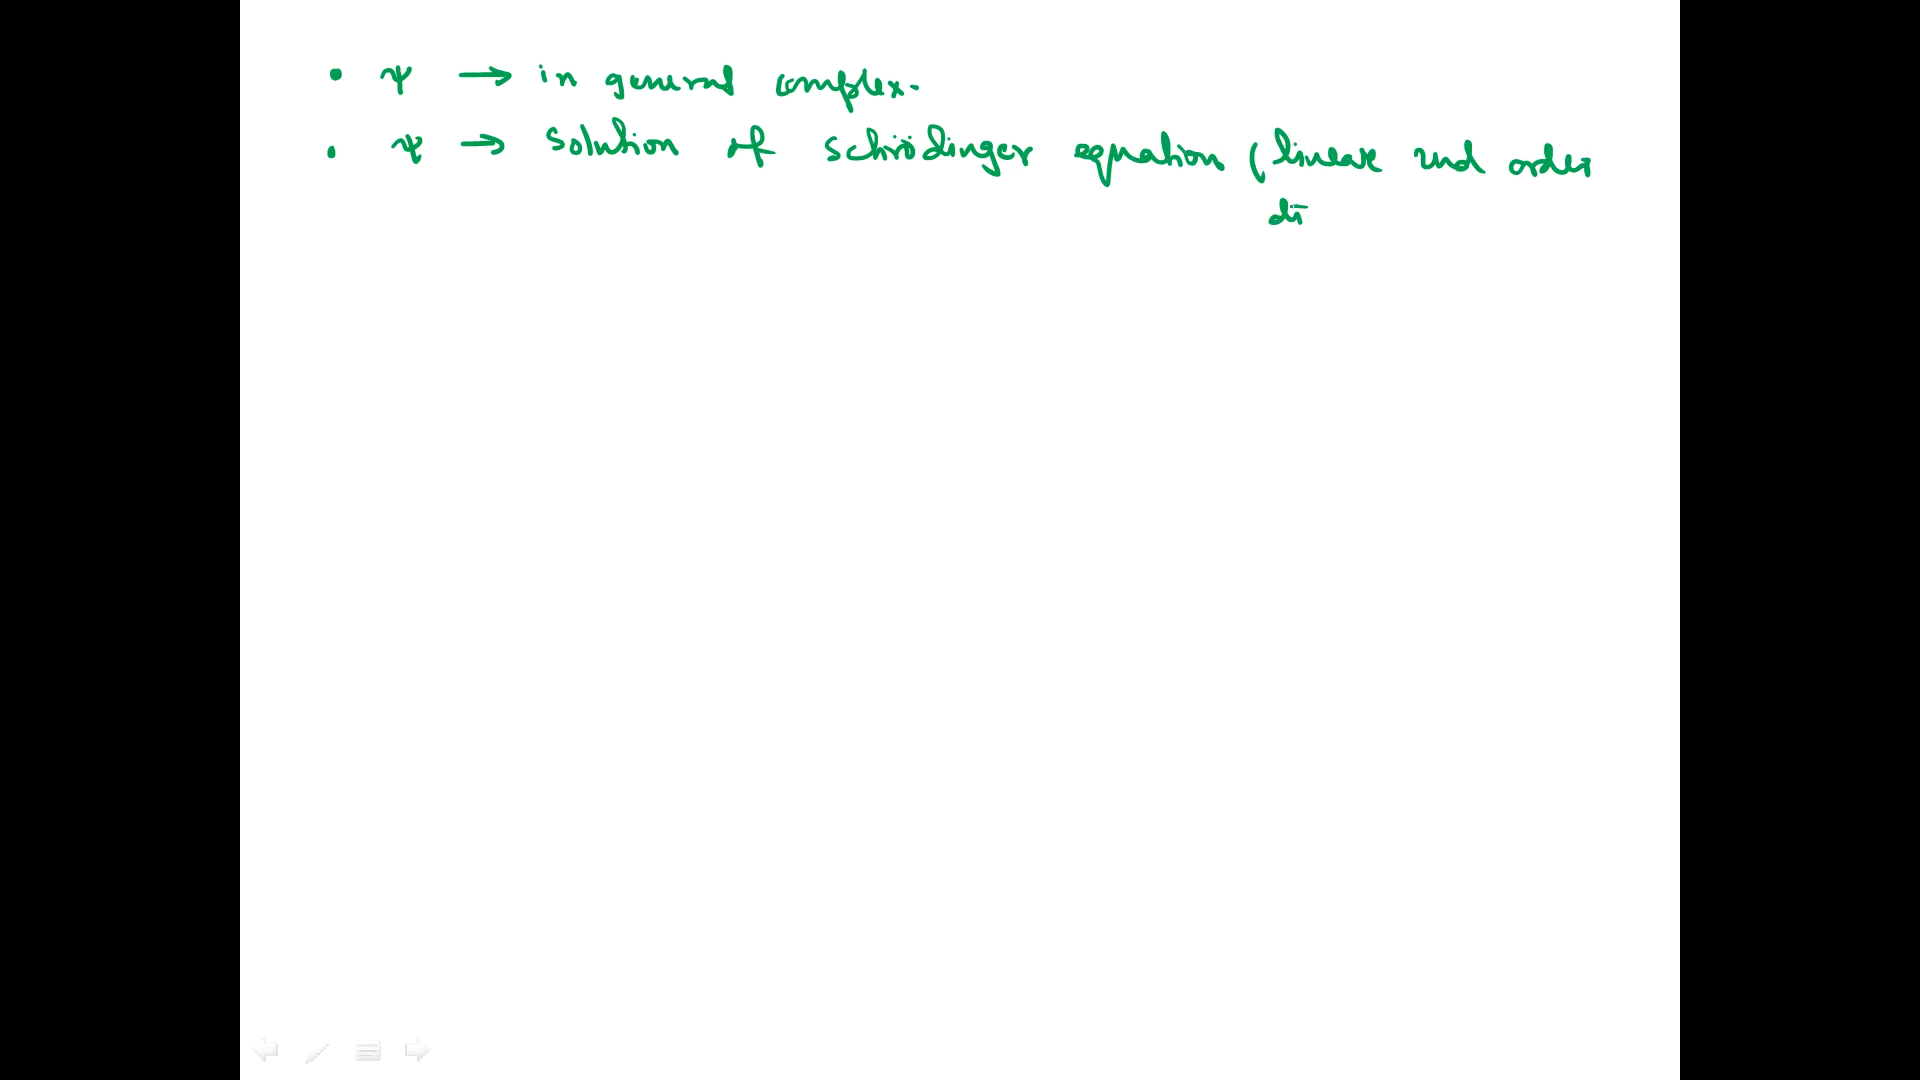 • ψ → in general complex.
• ψ → Solution of schrödinger equation (linear 2nd order
di